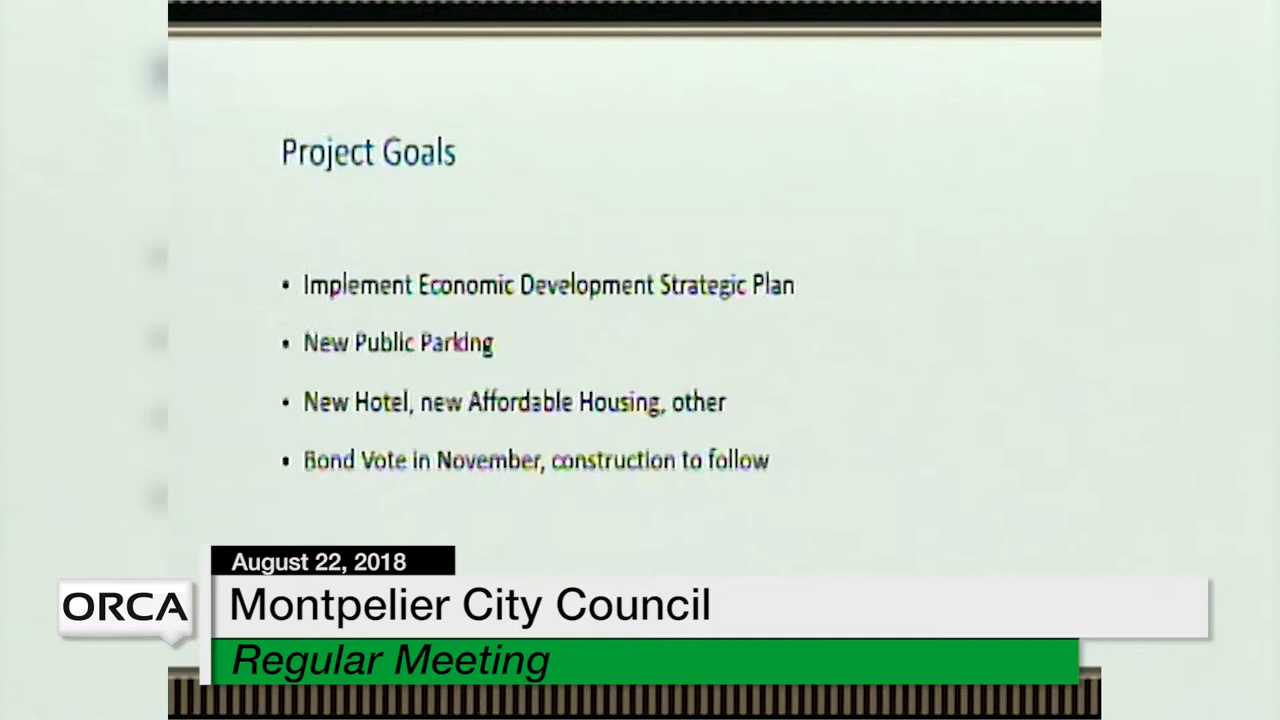 Project Goals
• Implement Economic Development Strategic Plan
• New Public Parking
• New Hotel, new Affordable Housing, other
• Bond Vote in November, construction to follow
August 22, 2018
ORCA
Montpelier City Council
Regular Meeting